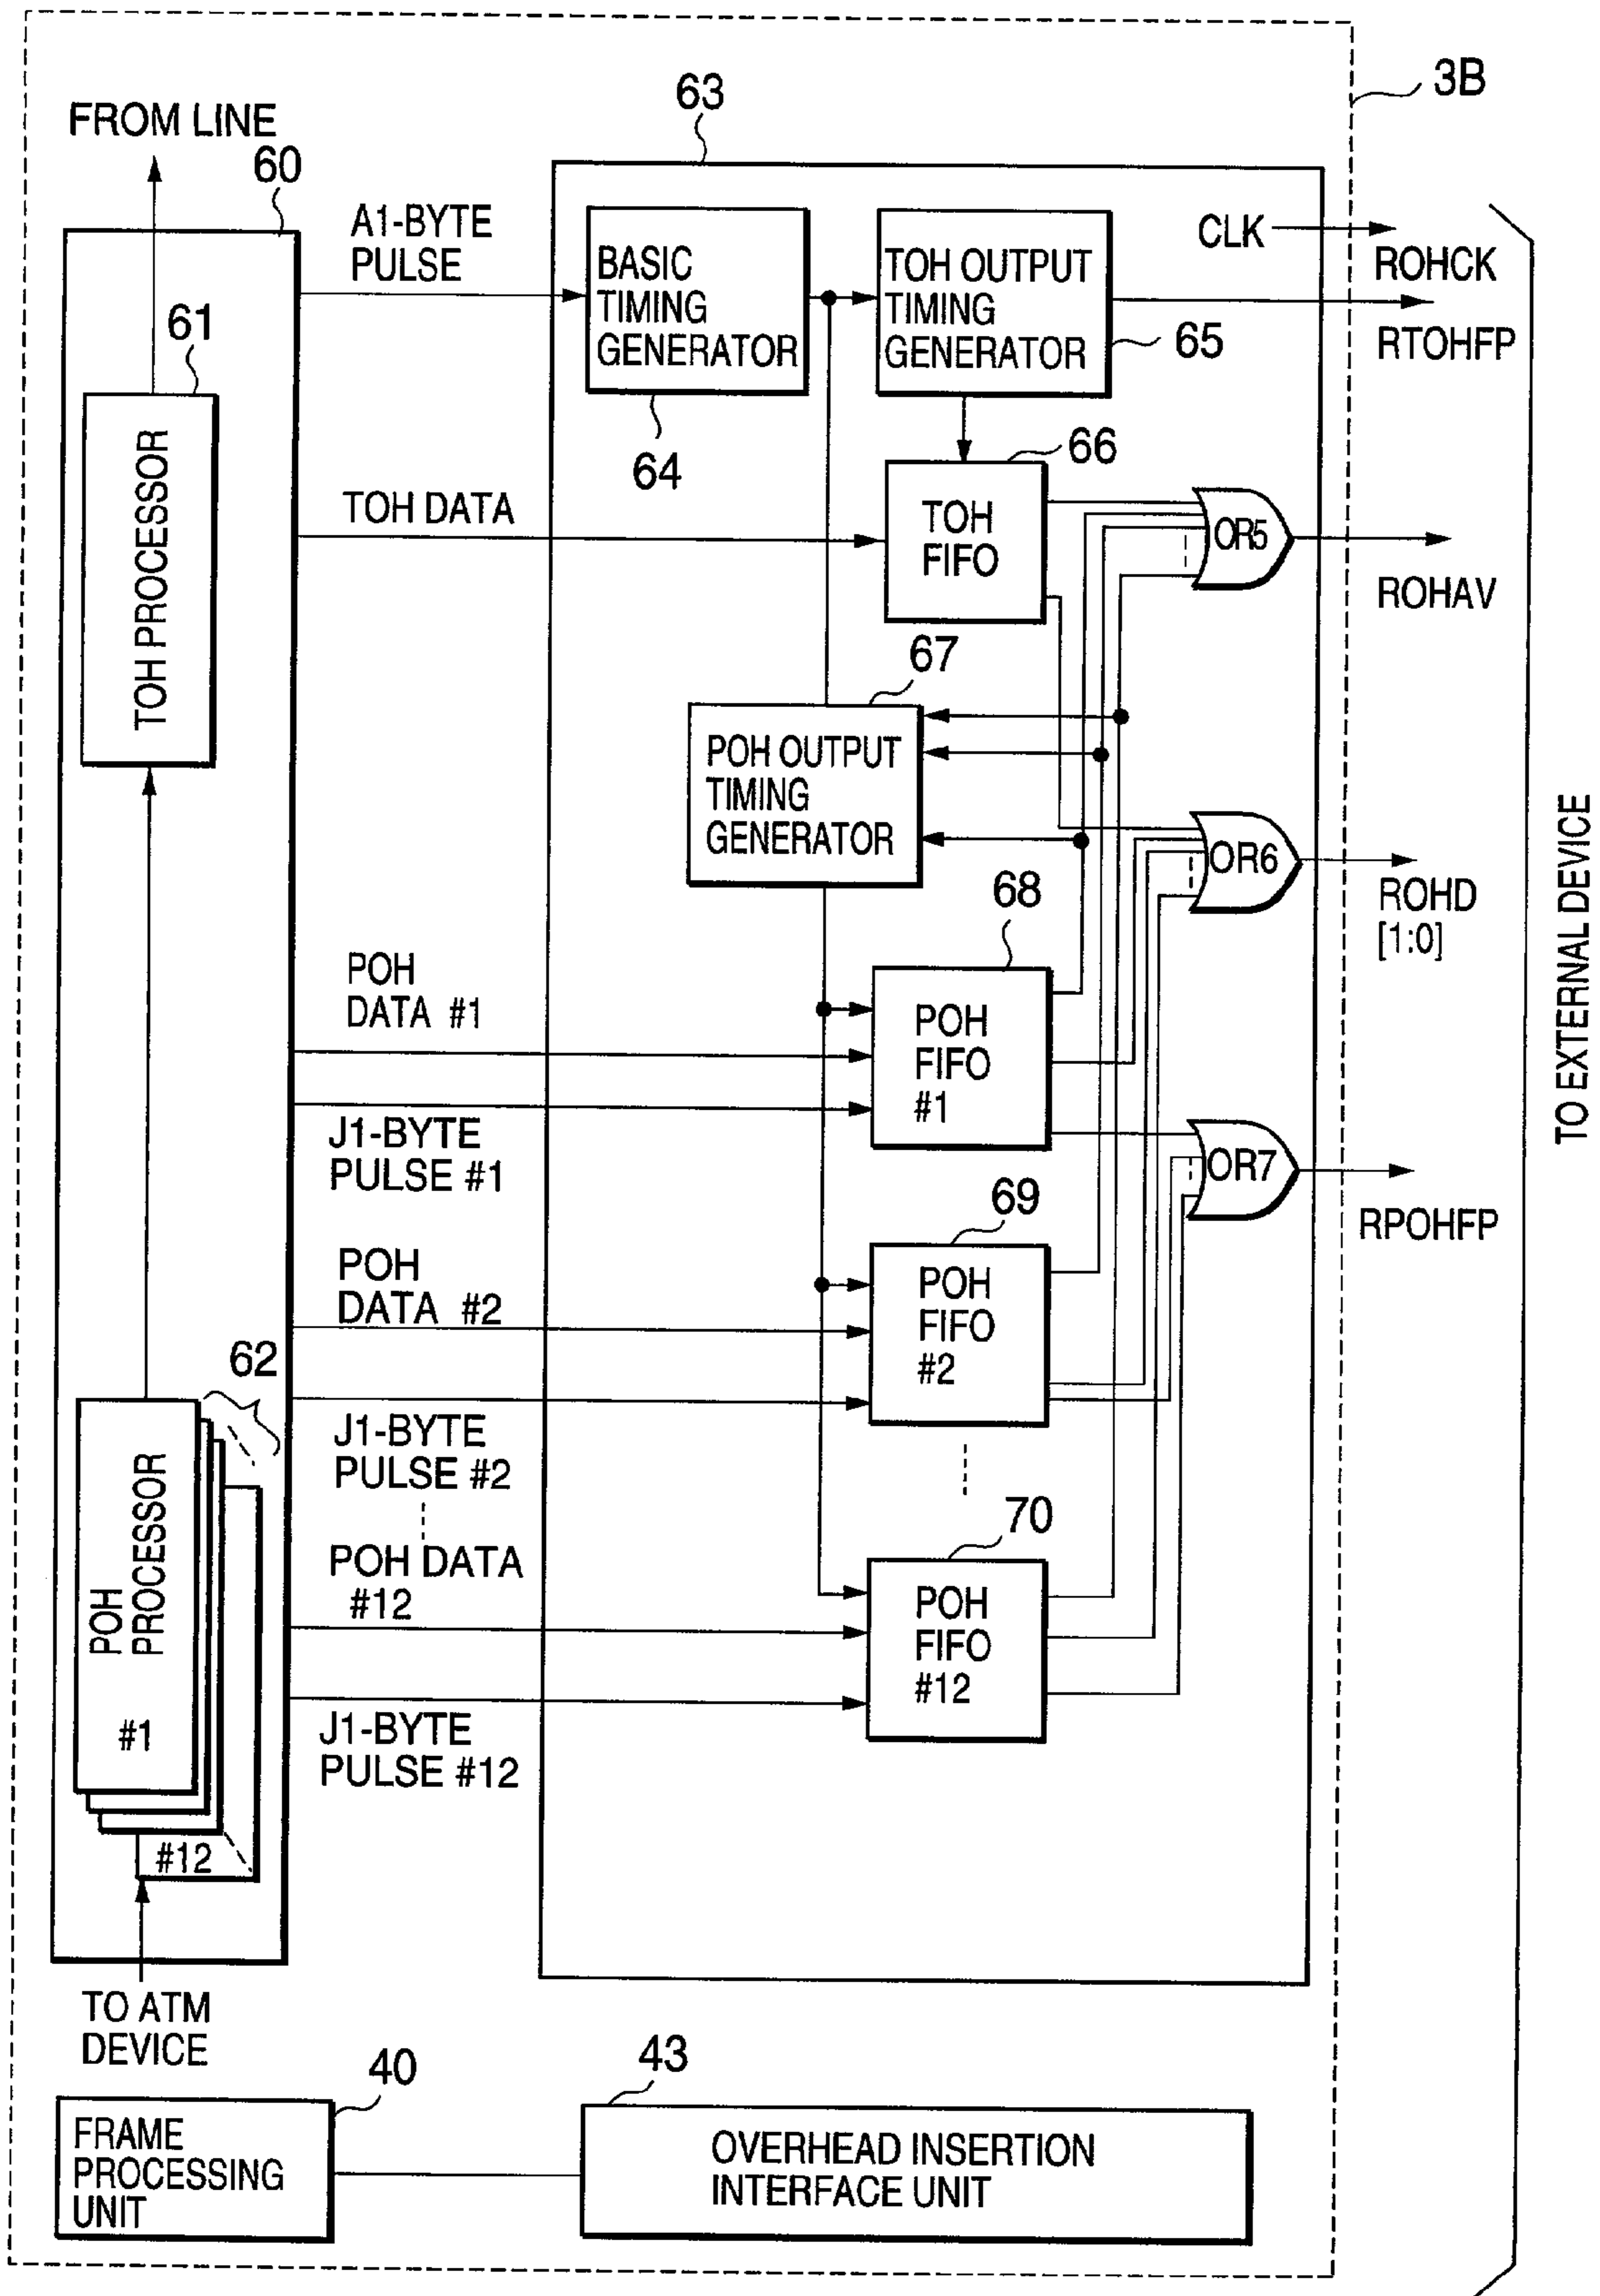 3B
63
FROM LINE
60
A1-BYTE
PULSE
BASIC
TIMING
GENERATOR
64
TOH OUTPUT
TIMING
GENERATOR
65
CLK
ROHCK
RTOHFP
61
TOH PROCESSOR
TOH DATA
66
TOH
FIFO
OR5
ROHAV
67
POH OUTPUT
TIMING
GENERATOR
OR6
ROHD
[1:0]
TO EXTERNAL DEVICE
68
POH
DATA #1
POH
FIFO
#1
J1-BYTE
PULSE #1
OR7
RPOHFP
69
POH
DATA #2
POH
FIFO
#2
62
J1-BYTE
PULSE #2
70
POH DATA
#12
POH
FIFO
#12
POH
PROCESSOR
#1
#12
J1-BYTE
PULSE #12
TO ATM
DEVICE
40
FRAME
PROCESSING
UNIT
43
OVERHEAD INSERTION
INTERFACE UNIT